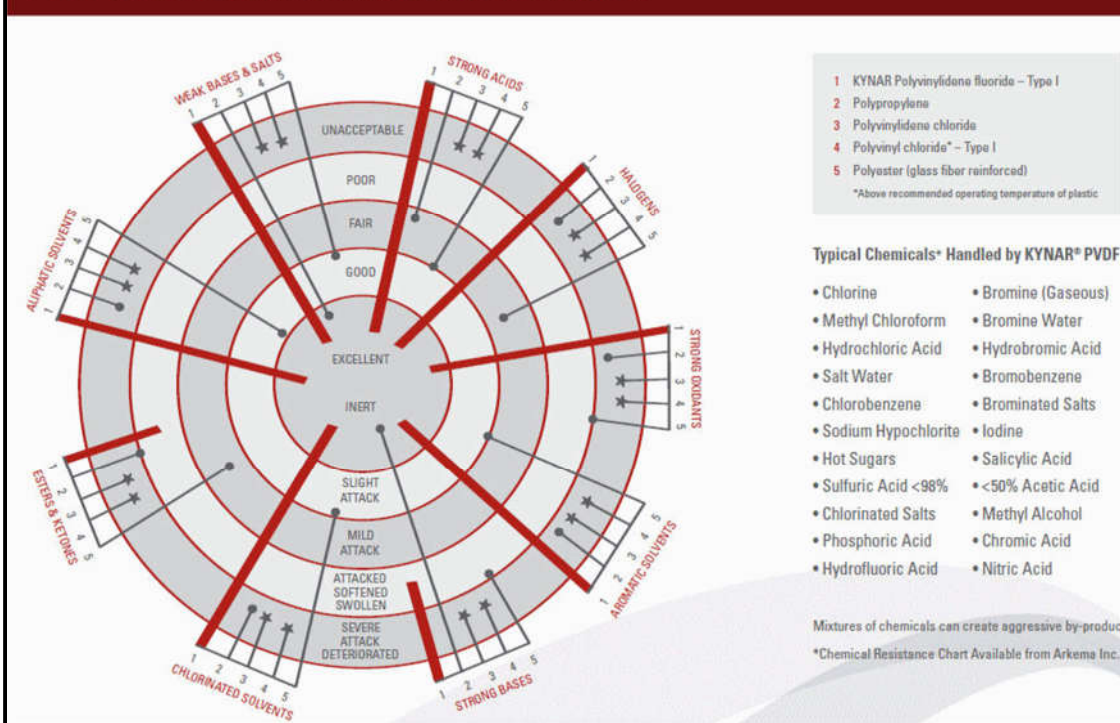 WEAK BASES & SALTS
1 2 3 4 5
STRONG ACIDS
1 2 3 4 5
HALOGENS
1 2 3 4 5
STRONG OXIDANTS
1 2 3 4 5
AROMATIC SOLVENTS
1 2 3 4 5
STRONG BASES
1 2 3 4 5
CHLORINATED SOLVENTS
1 2 3 4 5
ESTERS & KETONES
1 2 3 4 5
ALIPHATIC SOLVENTS
1 2 3 4 5
UNACCEPTABLE
POOR
FAIR
GOOD
EXCELLENT
INERT
SLIGHT
ATTACK
MILD
ATTACK
ATTACKED
SOFTENED
SWOLLEN
SEVERE
ATTACK
DETERIORATED
1 KYNAR Polyvinylidene fluoride – Type I
2 Polypropylene
3 Polyvinylidene chloride
4 Polyvinyl chloride* – Type I
5 Polyester (glass fiber reinforced)
*Above recommended operating temperature of plastic
Typical Chemicals* Handled by KYNAR® PVDF
• Chlorine
• Methyl Chloroform
• Hydrochloric Acid
• Salt Water
• Chlorobenzene
• Sodium Hypochlorite
• Hot Sugars
• Sulfuric Acid <98%
• Chlorinated Salts
• Phosphoric Acid
• Hydrofluoric Acid
• Bromine (Gaseous)
• Bromine Water
• Hydrobromic Acid
• Bromobenzene
• Brominated Salts
• Iodine
• Salicylic Acid
• <50% Acetic Acid
• Methyl Alcohol
• Chromic Acid
• Nitric Acid
Mixtures of chemicals can create aggressive by-produc
*Chemical Resistance Chart Available from Arkema Inc.